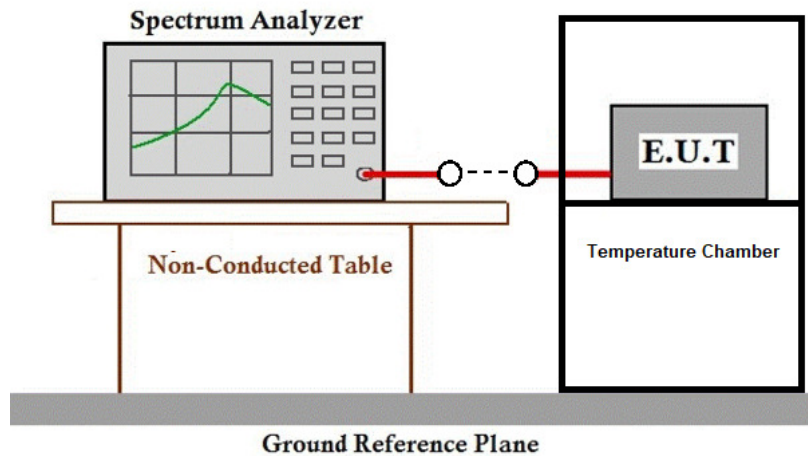 Spectrum Analyzer
E.U.T
Non-Conducted Table
Temperature Chamber
Ground Reference Plane